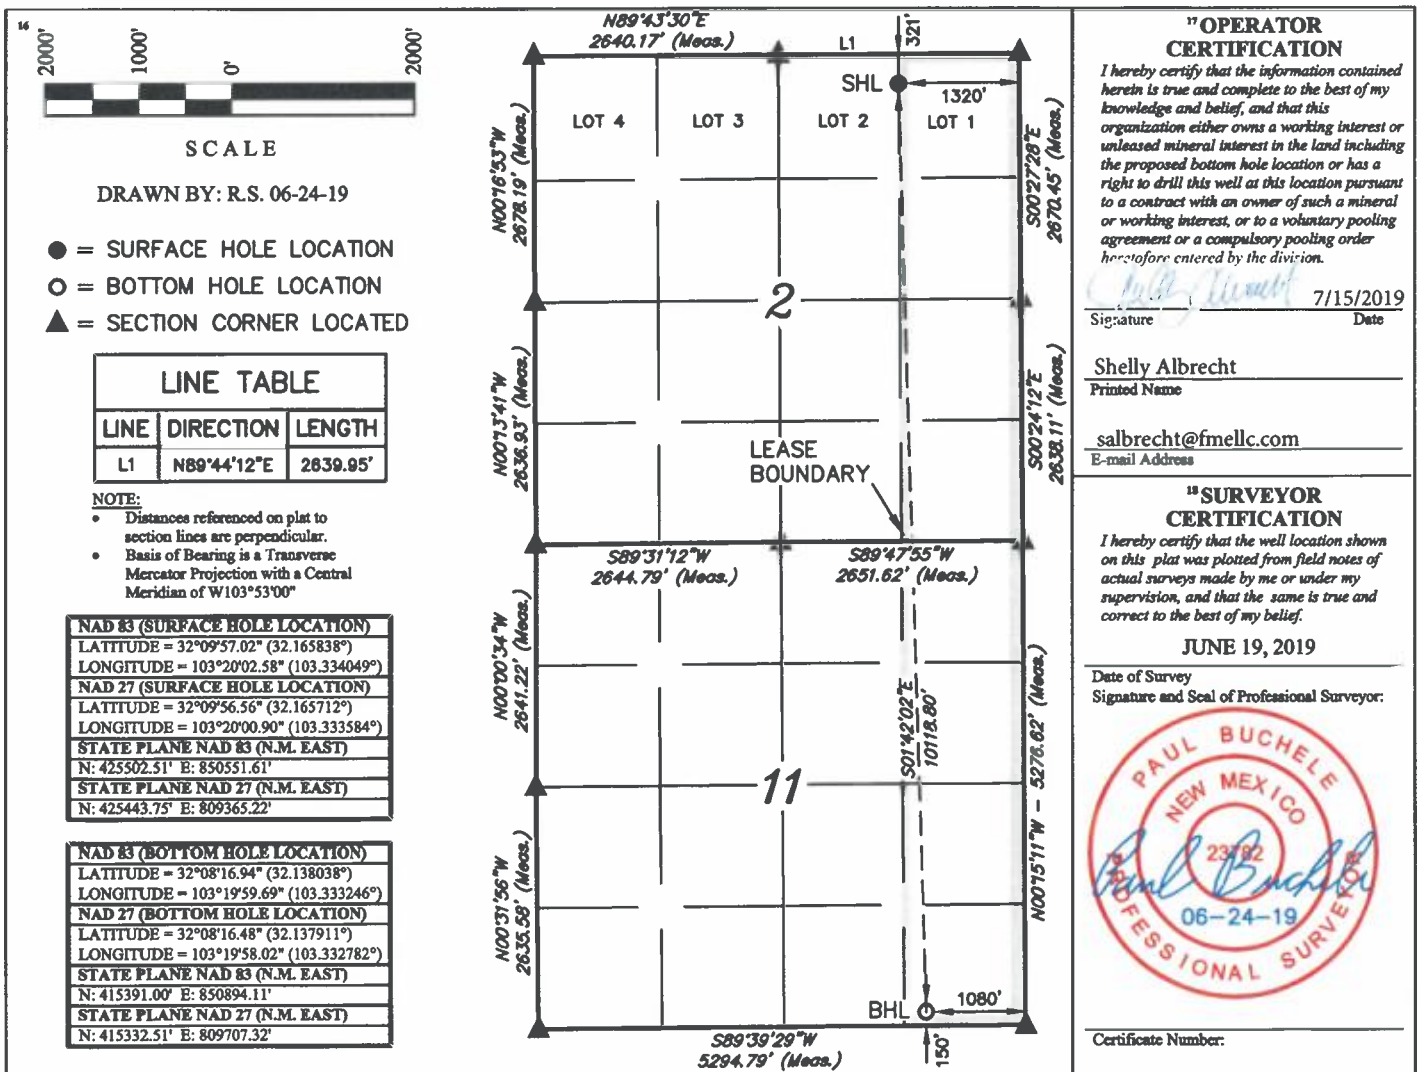 16
2000'
1000'
0'
2000'
SCALE
DRAWN BY: R.S. 06-24-19
● = SURFACE HOLE LOCATION
○ = BOTTOM HOLE LOCATION
▲ = SECTION CORNER LOCATED
LINE TABLE
LINE DIRECTION LENGTH
L1 N89°44'12"E 2639.95'
NOTE:
• Distances referenced on plat to
section lines are perpendicular.
• Basis of Bearing is a Transverse
Mercator Projection with a Central
Meridian of W103°53'00"
NAD 83 (SURFACE HOLE LOCATION)
LATITUDE = 32°09'57.02" (32.165838°)
LONGITUDE = 103°20'02.58" (103.334049°)
NAD 27 (SURFACE HOLE LOCATION)
LATITUDE = 32°09'56.56" (32.165712°)
LONGITUDE = 103°20'00.90" (103.333584°)
STATE PLANE NAD 83 (N.M. EAST)
N: 425502.51' E: 850551.61'
STATE PLANE NAD 27 (N.M. EAST)
N: 425443.75' E: 809365.22'
NAD 83 (BOTTOM HOLE LOCATION)
LATITUDE = 32°08'16.94" (32.138038°)
LONGITUDE = 103°19'59.69" (103.333246°)
NAD 27 (BOTTOM HOLE LOCATION)
LATITUDE = 32°08'16.48" (32.137911°)
LONGITUDE = 103°19'58.02" (103.332782°)
STATE PLANE NAD 83 (N.M. EAST)
N: 415391.00' E: 850894.11'
STATE PLANE NAD 27 (N.M. EAST)
N: 415332.51' E: 809707.32'
N89°43'30"E
2640.17' (Meas.)
L1
321'
SHL
1320'
LOT 4
LOT 3
LOT 2
LOT 1
N00°16'53"W
2678.19' (Meas.)
S00°27'28"E
2670.45' (Meas.)
2
N00°13'41"W
2636.93' (Meas.)
S00°24'12"E
2638.11' (Meas.)
LEASE
BOUNDARY
S89°31'12"W
2644.79' (Meas.)
S89°47'55"W
2651.62' (Meas.)
N00°00'34"W
2641.22' (Meas.)
S01°42'02"E
10118.80'
N00°15'11"W - 5276.62' (Meas.)
11
N00°31'56"W
2635.58' (Meas.)
BHL
1080'
150'
S89°39'29"W
5294.79' (Meas.)
17 OPERATOR
CERTIFICATION
I hereby certify that the information contained
herein is true and complete to the best of my
knowledge and belief, and that this
organization either owns a working interest or
unleased mineral interest in the land including
the proposed bottom hole location or has a
right to drill this well at this location pursuant
to a contract with an owner of such a mineral
or working interest, or to a voluntary pooling
agreement or a compulsory pooling order
heretofore entered by the division.
7/15/2019
Signature Date
Shelly Albrecht
Printed Name
salbrecht@fmellc.com
E-mail Address
18 SURVEYOR
CERTIFICATION
I hereby certify that the well location shown
on this plat was plotted from field notes of
actual surveys made by me or under my
supervision, and that the same is true and
correct to the best of my belief.
JUNE 19, 2019
Date of Survey
Signature and Seal of Professional Surveyor:
PAUL BUCHELE
NEW MEXICO
23782
Paul Buchele
06-24-19
PROFESSIONAL SURVEYOR
Certificate Number: